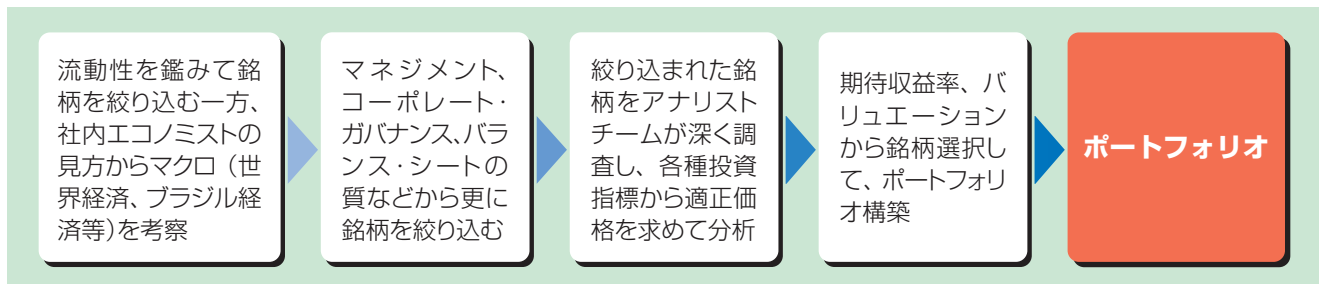 流動性を鑑みて銘
柄を絞り込む一方、
社内エコノミストの
見方からマクロ（世
界経済、ブラジル経
済等）を考察
マネジメント、
コーポレート・
ガバナンス、バラ
ンス・シートの
質などから更に
銘柄を絞り込む
絞り込まれた銘
柄をアナリスト
チームが深く調
査し、各種投資
指標から適正価
格を求めて分析
期待収益率、バ
リュエーション
から銘柄選択し
て、ポートフォリ
オ構築
ポートフォリオ